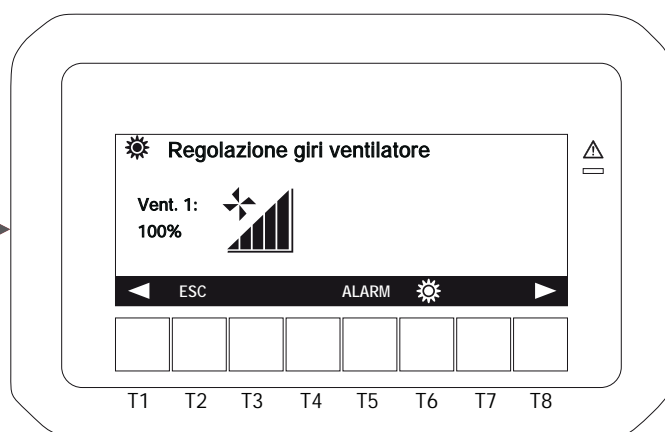 Regolazione giri ventilatore
Vent. 1:
100%
ESC ALARM
T1 T2 T3 T4 T5 T6 T7 T8